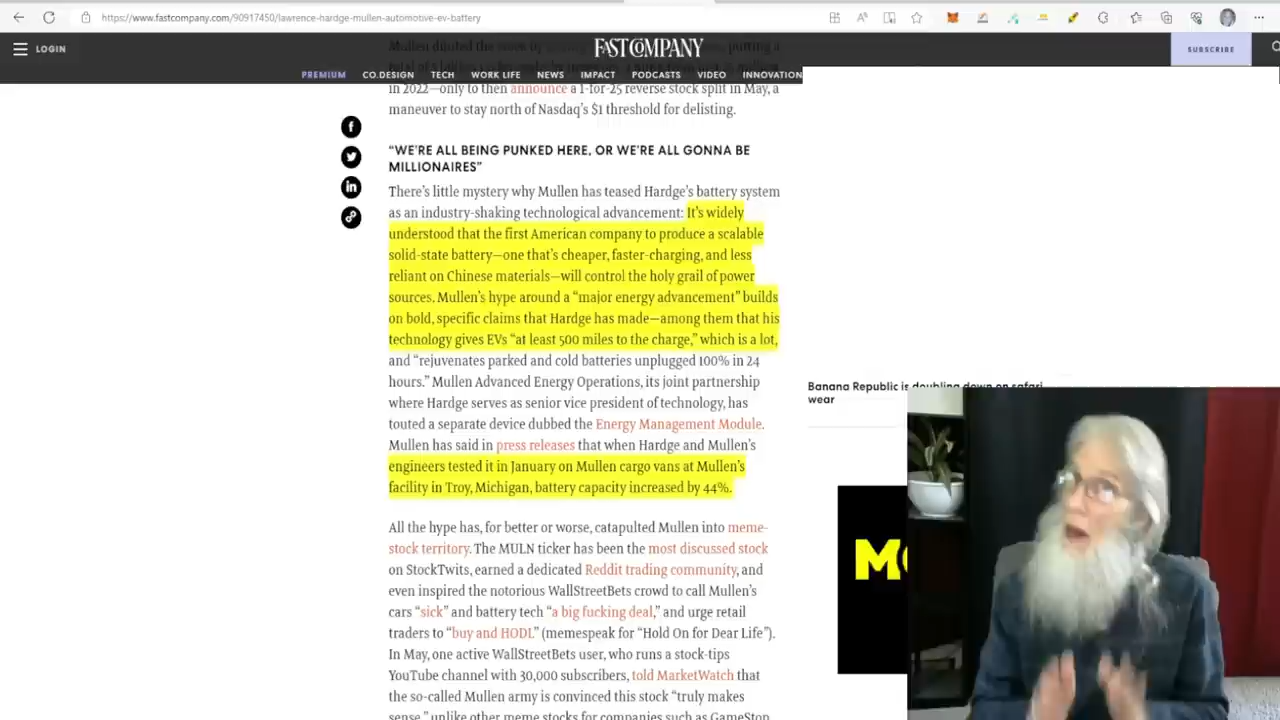 https://www.fastcompany.com/90917450/lawrence-hardge-mullen-automotive-ev-battery
LOGIN
FAST COMPANY
SUBSCRIBE
PREMIUM CO.DESIGN TECH WORK LIFE NEWS IMPACT PODCASTS VIDEO INNOVATION
in 2022—only to then announce a 1-for-25 reverse stock split in May, a
maneuver to stay north of Nasdaq's $1 threshold for delisting.
“WE'RE ALL BEING PUNKED HERE, OR WE'RE ALL GONNA BE
MILLIONAIRES”
There's little mystery why Mullen has teased Hardge's battery system
as an industry-shaking technological advancement: It's widely
understood that the first American company to produce a scalable
solid-state battery—one that's cheaper, faster-charging, and less
reliant on Chinese materials—will control the holy grail of power
sources. Mullen's hype around a “major energy advancement” builds
on bold, specific claims that Hardge has made—among them that his
technology gives EVs “at least 500 miles to the charge,” which is a lot,
and “rejuvenates parked and cold batteries unplugged 100% in 24
hours.” Mullen Advanced Energy Operations, its joint partnership
where Hardge serves as senior vice president of technology, has
touted a separate device dubbed the Energy Management Module.
Mullen has said in press releases that when Hardge and Mullen's
engineers tested it in January on Mullen cargo vans at Mullen's
facility in Troy, Michigan, battery capacity increased by 44%.
All the hype has, for better or worse, catapulted Mullen into meme-
stock territory. The MULN ticker has been the most discussed stock
on StockTwits, earned a dedicated Reddit trading community, and
even inspired the notorious WallStreetBets crowd to call Mullen's
cars “sick” and battery tech “a big fucking deal,” and urge retail
traders to “buy and HODL” (memespeak for “Hold On for Dear Life”).
In May, one active WallStreetBets user, who runs a stock-tips
YouTube channel with 30,000 subscribers, told MarketWatch that
the so-called Mullen army is convinced this stock “truly makes
sense,” unlike other meme stocks for companies such as GameStop
Banana Republic is doubling down on safari
wear